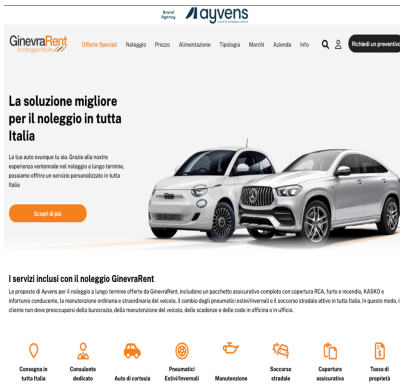 Brand
Agency
ayvens
GinevraRent
Offerte Speciali Noleggio Prezzo Alimentazione Tipologia Marchi Azienda Info
Richiedi un preventivo
La soluzione migliore
per il noleggio in tutta
Italia
La tua auto ovunque tu sia. Grazie alla nostra
esperienza ventennale nel noleggio a lungo termine,
possiamo offrire un servizio personalizzato in tutta
Italia
Scopri di più
I servizi inclusi con il noleggio GinevraRent
Le proposte di Ayvens per il noleggio a lungo termine offerte da GinevraRent, includono un pacchetto assicurativo completo con copertura RCA, furto e incendio, KASKO e
infortunio conducente, la manutenzione ordinaria e straordinaria del veicolo, il cambio degli pneumatici estivi/invernali e il soccorso stradale attivo in tutta Italia. In questo modo, i
cliente non deve preoccuparsi della burocrazia, della manutenzione del veicolo, delle scadenze e delle code in officina o in ufficio.
Consegna in
tutta Italia
Consulente
dedicato
Auto di cortesia
Pneumatici
Estivi/Invernali
Manutenzione
Soccorso
stradale
Copertura
assicurativa
Tassa di
proprietà